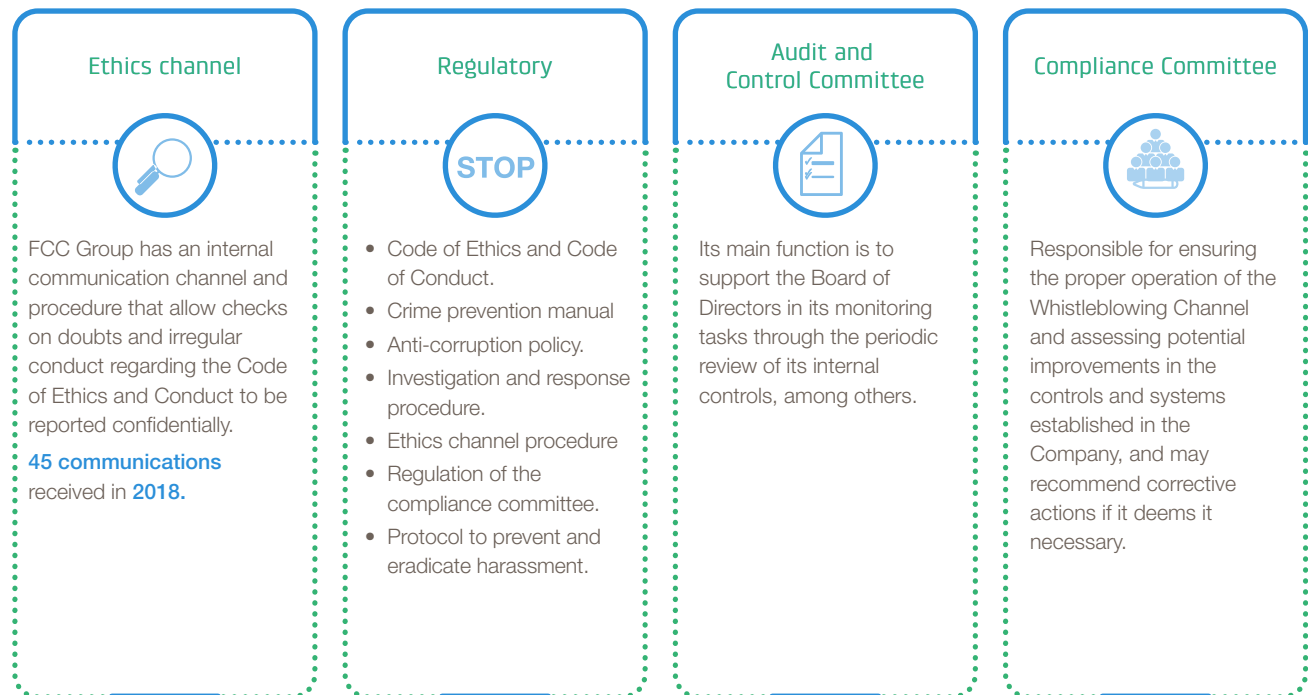 Ethics channel
FCC Group has an internal
communication channel and
procedure that allow checks
on doubts and irregular
conduct regarding the Code
of Ethics and Conduct to be
reported confidentially.
45 communications
received in 2018.
Regulatory
STOP
• Code of Ethics and Code
of Conduct.
• Crime prevention manual
• Anti-corruption policy.
• Investigation and response
procedure.
• Ethics channel procedure
• Regulation of the
compliance committee.
• Protocol to prevent and
eradicate harassment.
Audit and
Control Committee
Its main function is to
support the Board of
Directors in its monitoring
tasks through the periodic
review of its internal
controls, among others.
Compliance Committee
Responsible for ensuring
the proper operation of the
Whistleblowing Channel
and assessing potential
improvements in the
controls and systems
established in the
Company, and may
recommend corrective
actions if it deems it
necessary.